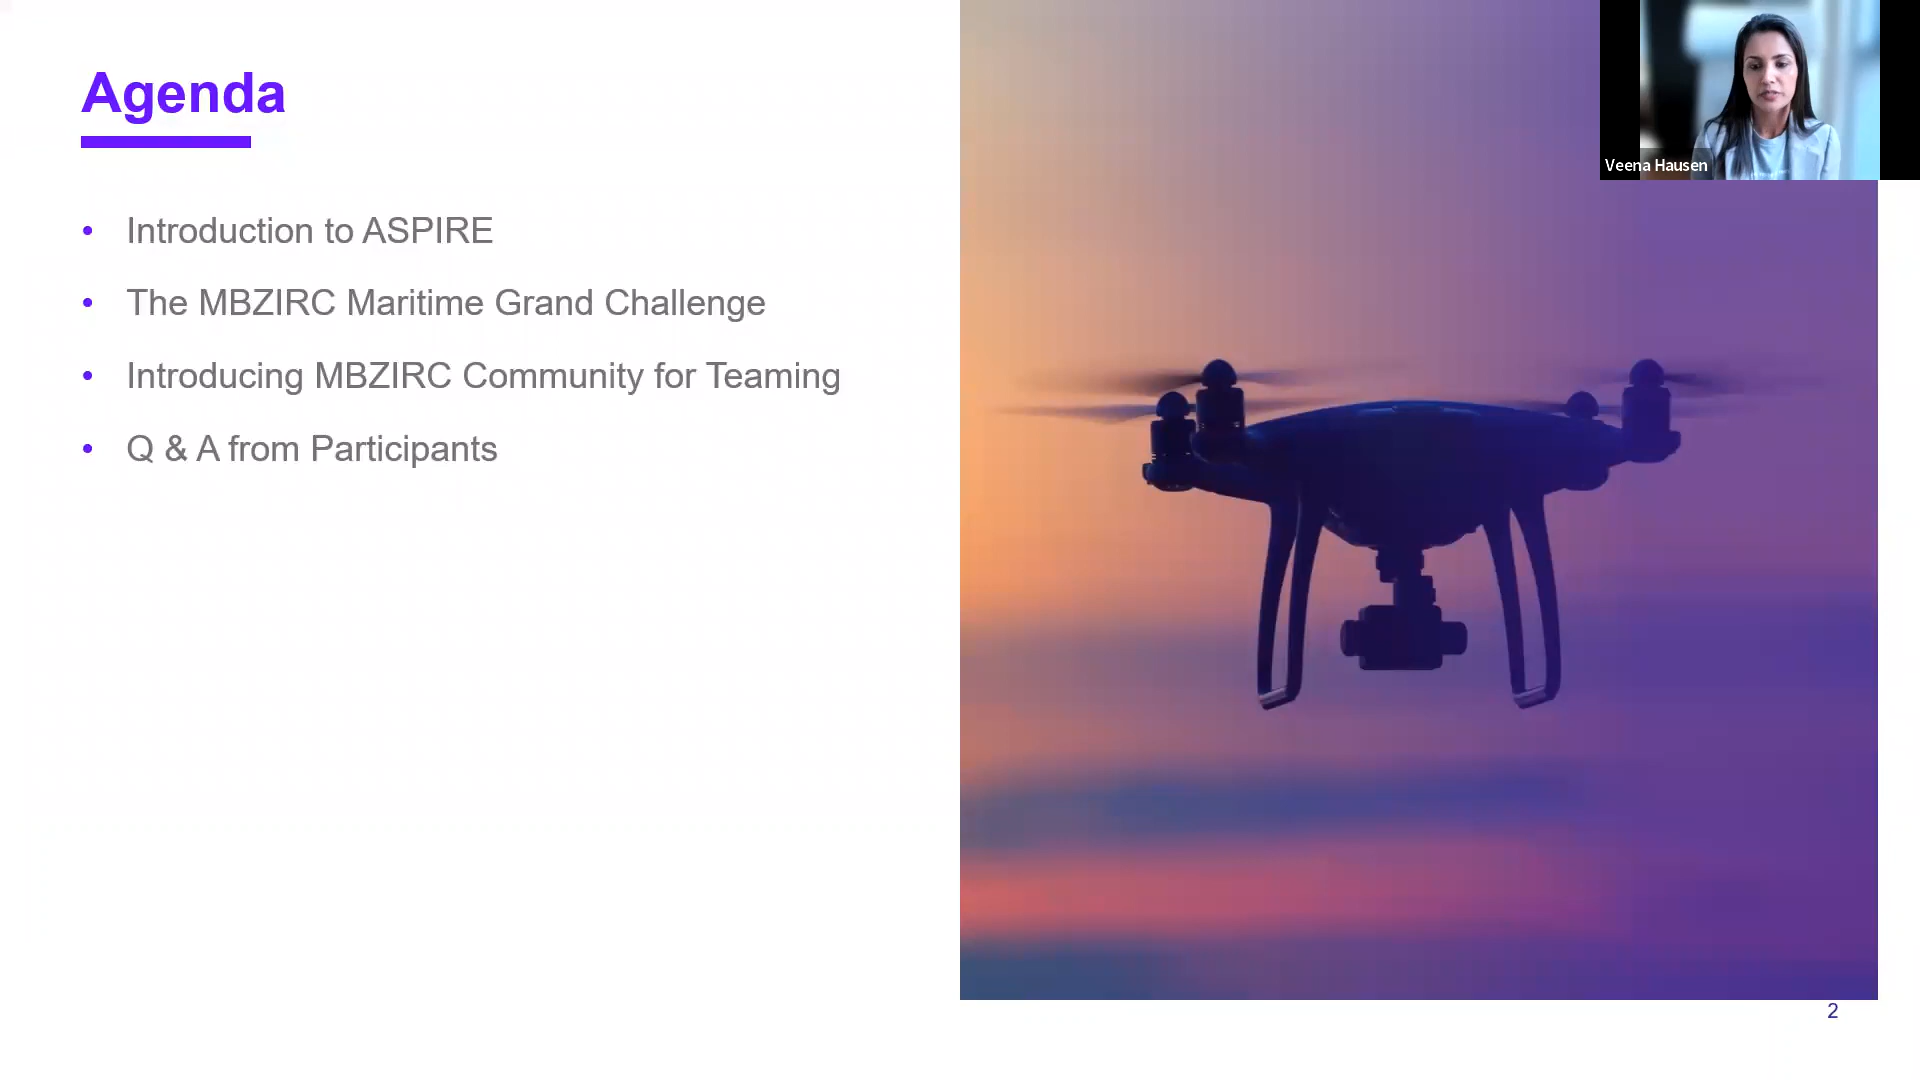 Agenda
• Introduction to ASPIRE
• The MBZIRC Maritime Grand Challenge
• Introducing MBZIRC Community for Teaming
• Q & A from Participants
Veena Hausen
2